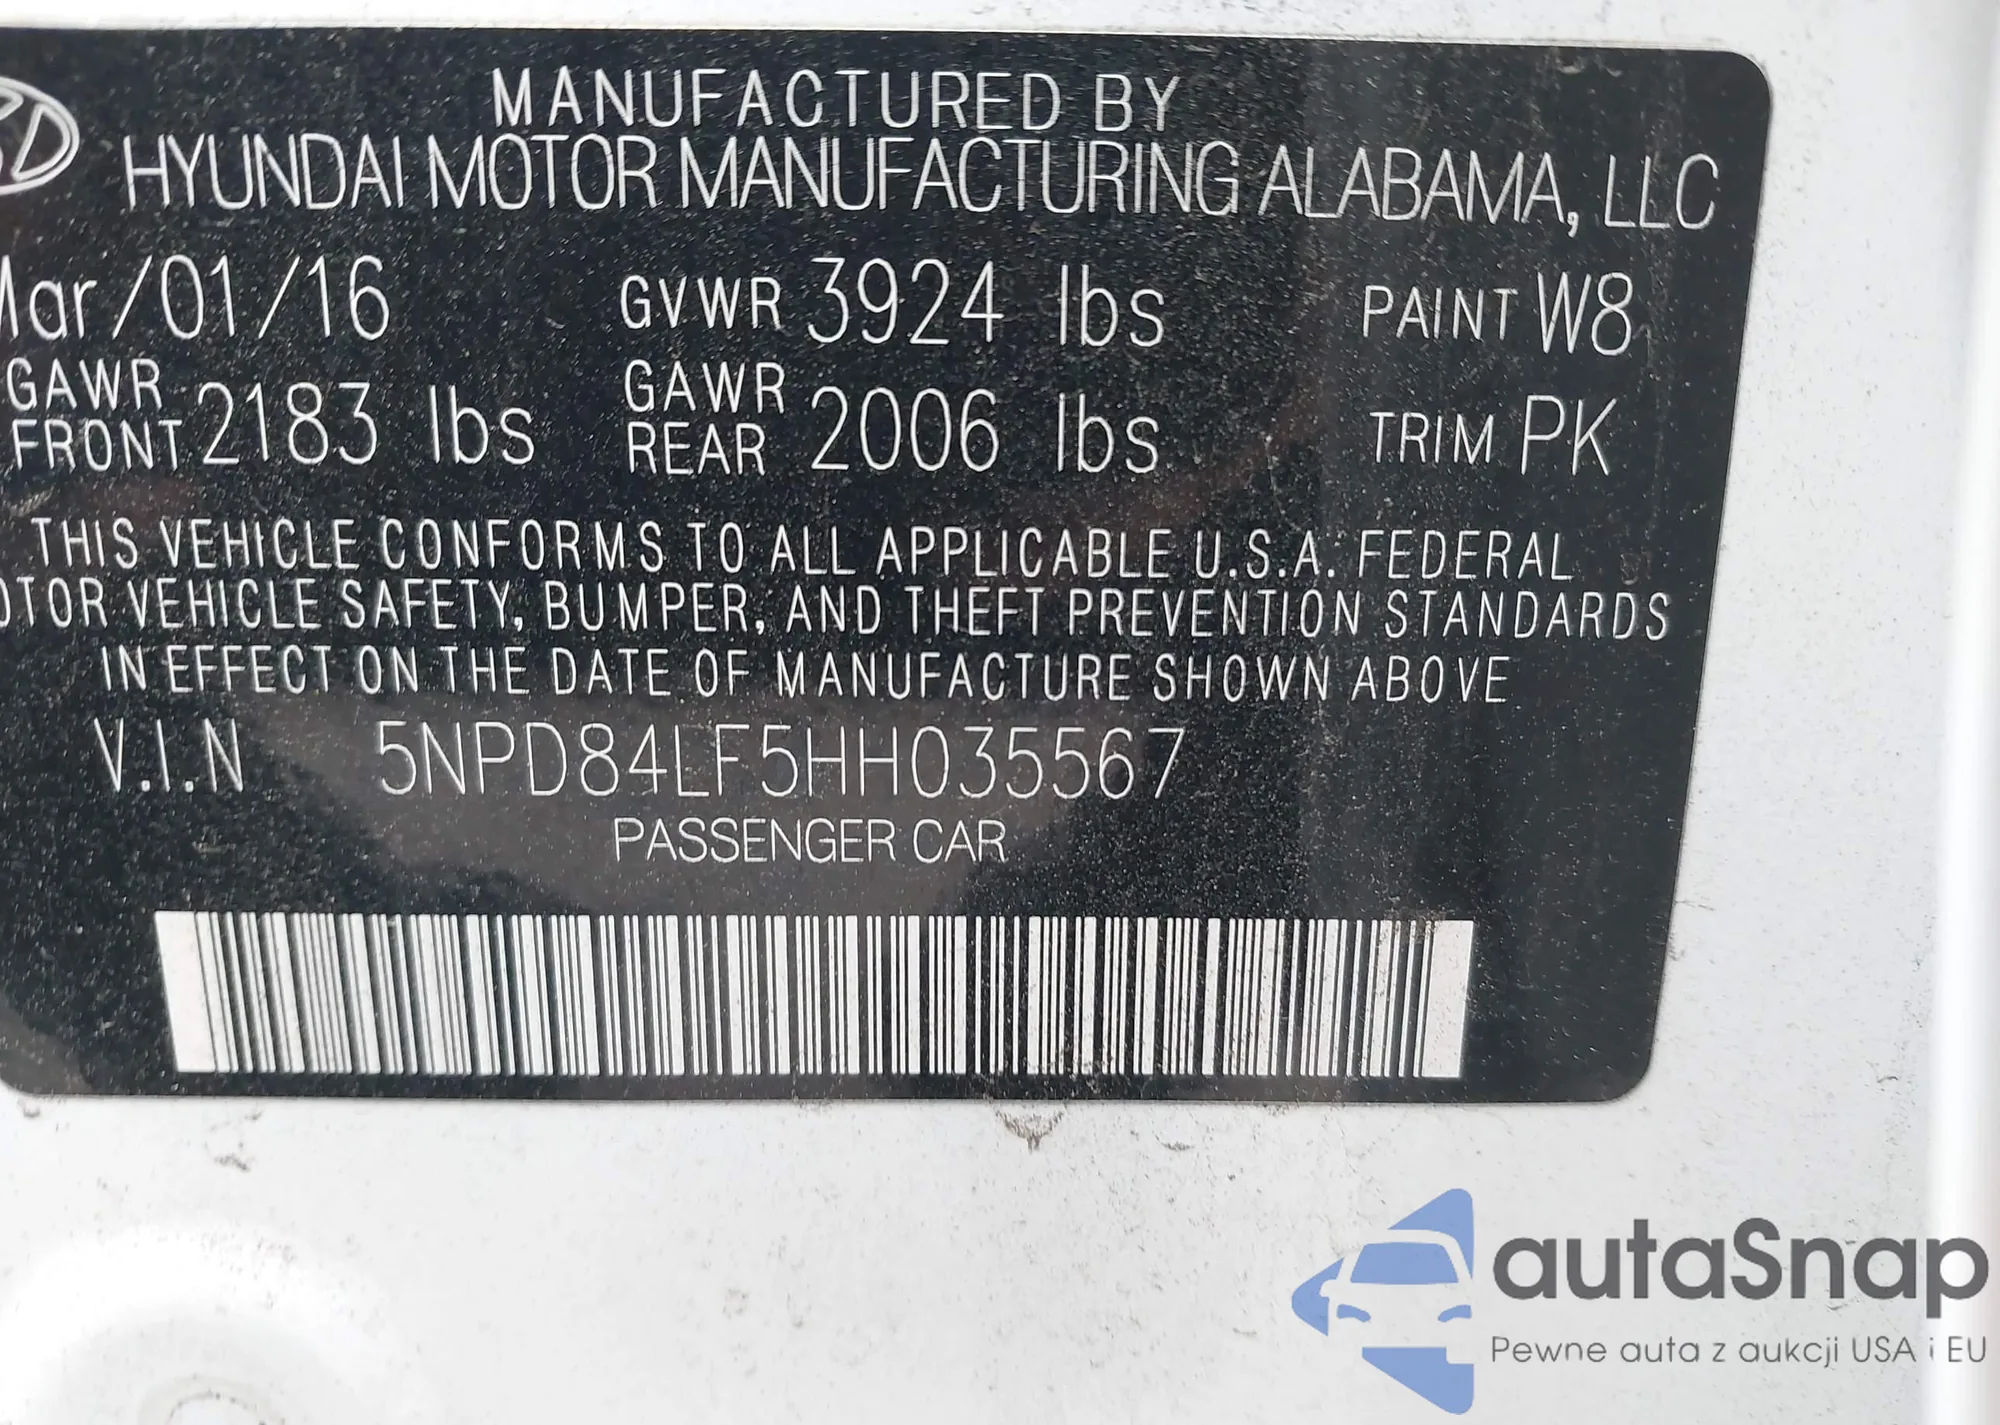 MANUFACTURED BY
HYUNDAI MOTOR MANUFACTURING ALABAMA, LLC
Mar/01/16 GVWR 3924 lbs PAINT W8
GAWR FRONT 2183 lbs GAWR REAR 2006 lbs TRIM PK
THIS VEHICLE CONFORMS TO ALL APPLICABLE U.S.A. FEDERAL
OTOR VEHICLE SAFETY, BUMPER, AND THEFT PREVENTION STANDARDS
IN EFFECT ON THE DATE OF MANUFACTURE SHOWN ABOVE
V.I.N 5NPD84LF5HH035567
PASSENGER CAR
autaSnap
Pewne auta z aukcji USA i EU